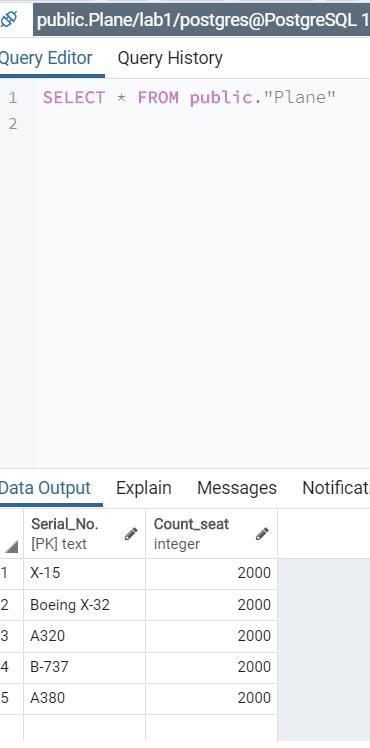 public.Plane/lab1/postgres@PostgreSQL 1
Query Editor Query History
1 SELECT * FROM public."Plane"
2
Data Output Explain Messages Notificati
Serial_No. Count_seat
[PK] text integer
1 X-15 2000
2 Boeing X-32 2000
3 A320 2000
4 B-737 2000
5 A380 2000